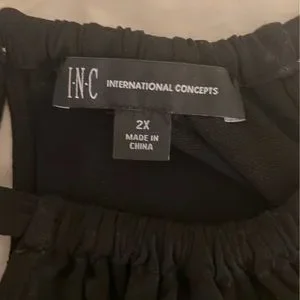 I·N·C INTERNATIONAL CONCEPTS
2X
MADE IN
CHINA